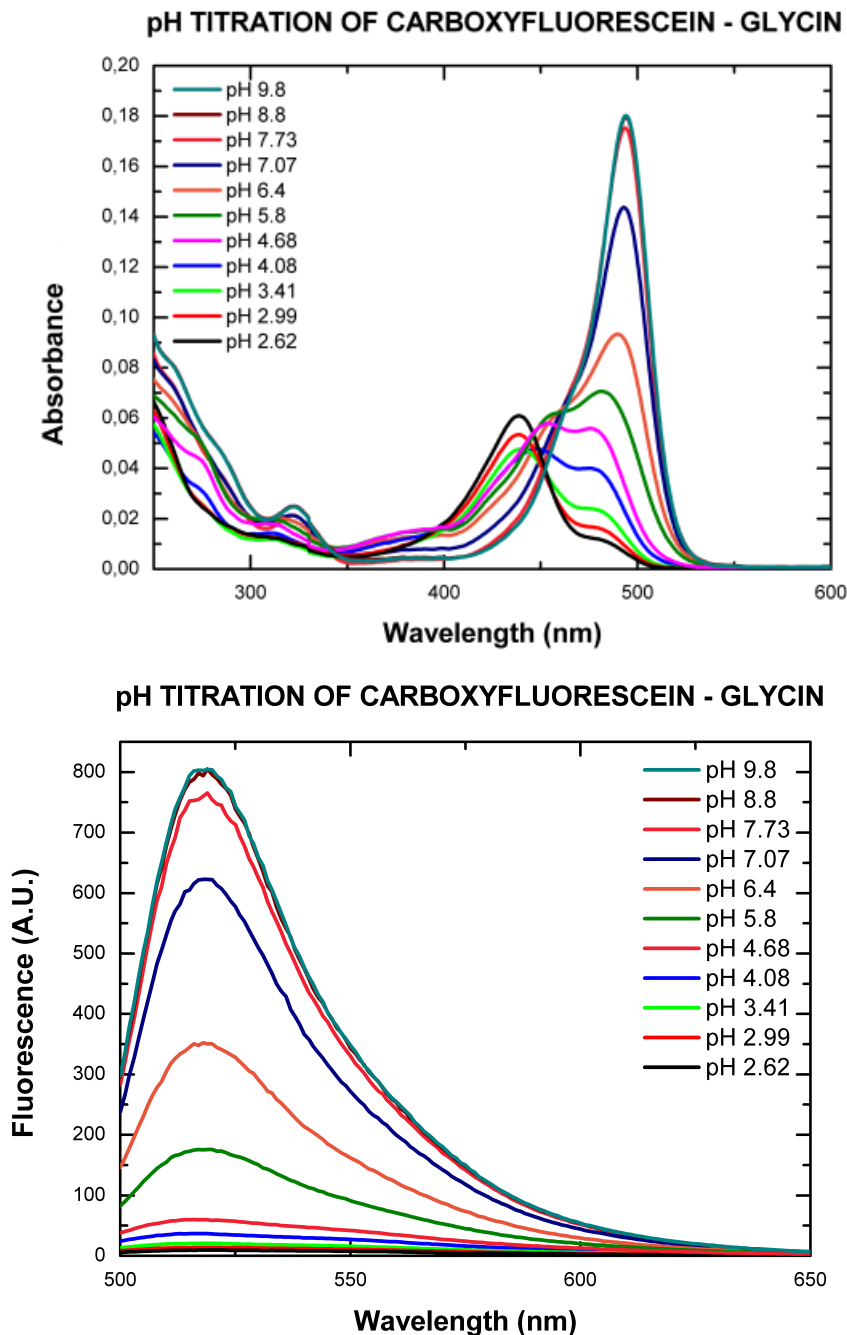 pH TITRATION OF CARBOXYFLUORESCEIN - GLYCIN
0,20
0,18
0,16
0,14
0,12
0,10
0,08
0,06
0,04
0,02
0,00
Absorbance
pH 9.8
pH 8.8
pH 7.73
pH 7.07
pH 6.4
pH 5.8
pH 4.68
pH 4.08
pH 3.41
pH 2.99
pH 2.62
300 400 500 600
Wavelength (nm)
pH TITRATION OF CARBOXYFLUORESCEIN - GLYCIN
800
700
600
500
400
300
200
100
0
Fluorescence (A.U.)
pH 9.8
pH 8.8
pH 7.73
pH 7.07
pH 6.4
pH 5.8
pH 4.68
pH 4.08
pH 3.41
pH 2.99
pH 2.62
500 550 600 650
Wavelength (nm)